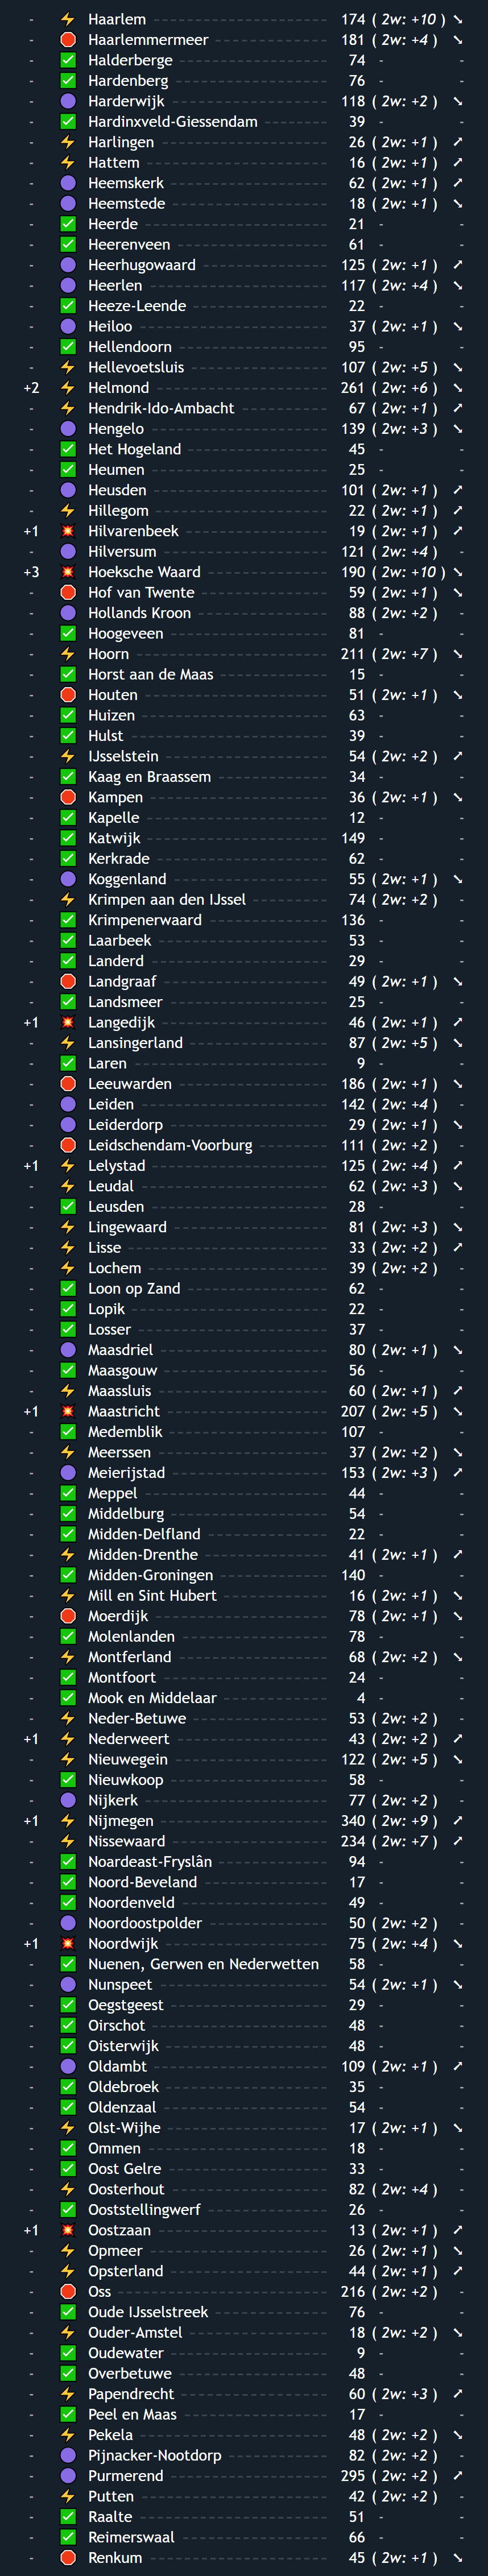 - ⚡ Haarlem 174 ( 2w: +10 ) ➘
- 🛑 Haarlemmermeer 181 ( 2w: +4 ) ➘
- ✅ Halderberge 74 - -
- ✅ Hardenberg 76 - -
- 🟣 Harderwijk 118 ( 2w: +2 ) ➘
- ✅ Hardinxveld-Giessendam 39 - -
- ⚡ Harlingen 26 ( 2w: +1 ) ➚
- ⚡ Hattem 16 ( 2w: +1 ) ➚
- 🟣 Heemskerk 62 ( 2w: +1 ) ➚
- 🟣 Heemstede 18 ( 2w: +1 ) ➘
- ✅ Heerde 21 - -
- ✅ Heerenveen 61 - -
- 🟣 Heerhugowaard 125 ( 2w: +1 ) ➚
- 🟣 Heerlen 117 ( 2w: +4 ) ➘
- ✅ Heeze-Leende 22 - -
- 🟣 Heiloo 37 ( 2w: +1 ) ➘
- ✅ Hellendoorn 95 - -
- ⚡ Hellevoetsluis 107 ( 2w: +5 ) ➘
+2 ⚡ Helmond 261 ( 2w: +6 ) ➘
- ⚡ Hendrik-Ido-Ambacht 67 ( 2w: +1 ) ➚
- 🟣 Hengelo 139 ( 2w: +3 ) ➘
- ✅ Het Hogeland 45 - -
- ✅ Heumen 25 - -
- 🟣 Heusden 101 ( 2w: +1 ) ➚
- ⚡ Hillegom 22 ( 2w: +1 ) ➚
+1 💥 Hilvarenbeek 19 ( 2w: +1 ) ➚
- 🟣 Hilversum 121 ( 2w: +4 ) -
+3 💥 Hoeksche Waard 190 ( 2w: +10 ) ➘
- 🛑 Hof van Twente 59 ( 2w: +1 ) ➘
- 🟣 Hollands Kroon 88 ( 2w: +2 ) -
- ✅ Hoogeveen 81 - -
- ⚡ Hoorn 211 ( 2w: +7 ) ➘
- ✅ Horst aan de Maas 15 - -
- 🛑 Houten 51 ( 2w: +1 ) ➘
- ✅ Huizen 63 - -
- ✅ Hulst 39 - -
- ⚡ IJsselstein 54 ( 2w: +2 ) ➚
- ✅ Kaag en Braassem 34 - -
- 🛑 Kampen 36 ( 2w: +1 ) ➘
- ✅ Kapelle 12 - -
- ✅ Katwijk 149 - -
- ✅ Kerkrade 62 - -
- 🟣 Koggenland 55 ( 2w: +1 ) ➘
- ⚡ Krimpen aan den IJssel 74 ( 2w: +2 ) -
- ✅ Krimpenerwaard 136 - -
- ✅ Laarbeek 53 - -
- ✅ Landerd 29 - -
- 🛑 Landgraaf 49 ( 2w: +1 ) ➘
- ✅ Landsmeer 25 - -
+1 💥 Langedijk 46 ( 2w: +1 ) ➚
- ⚡ Lansingerland 87 ( 2w: +5 ) ➘
- ✅ Laren 9 - -
- 🛑 Leeuwarden 186 ( 2w: +1 ) ➘
- 🟣 Leiden 142 ( 2w: +4 ) -
- 🟣 Leiderdorp 29 ( 2w: +1 ) ➘
- 🛑 Leidschendam-Voorburg 111 ( 2w: +2 ) -
+1 ⚡ Lelystad 125 ( 2w: +4 ) ➚
- ⚡ Leudal 62 ( 2w: +3 ) ➘
- ✅ Leusden 28 - -
- ⚡ Lingewaard 81 ( 2w: +3 ) ➘
- ⚡ Lisse 33 ( 2w: +2 ) ➚
- ⚡ Lochem 39 ( 2w: +2 ) -
- ✅ Loon op Zand 62 - -
- ✅ Lopik 22 - -
- ✅ Losser 37 - -
- 🟣 Maasdriel 80 ( 2w: +1 ) ➘
- ✅ Maasgouw 56 - -
- ⚡ Maassluis 60 ( 2w: +1 ) ➚
+1 💥 Maastricht 207 ( 2w: +5 ) ➘
- ✅ Medemblik 107 - -
- ⚡ Meerssen 37 ( 2w: +2 ) ➘
- 🟣 Meierijstad 153 ( 2w: +3 ) ➚
- ✅ Meppel 44 - -
- ✅ Middelburg 54 - -
- ✅ Midden-Delfland 22 - -
- ⚡ Midden-Drenthe 41 ( 2w: +1 ) ➚
- ✅ Midden-Groningen 140 - -
- ⚡ Mill en Sint Hubert 16 ( 2w: +1 ) ➘
- 🛑 Moerdijk 78 ( 2w: +1 ) ➘
- ✅ Molenlanden 78 - -
- ⚡ Montferland 68 ( 2w: +2 ) ➘
- ✅ Montfoort 24 - -
- ✅ Mook en Middelaar 4 - -
- ⚡ Neder-Betuwe 53 ( 2w: +2 ) -
+1 ⚡ Nederweert 43 ( 2w: +2 ) ➚
- ⚡ Nieuwegein 122 ( 2w: +5 ) ➘
- ✅ Nieuwkoop 58 - -
- 🟣 Nijkerk 77 ( 2w: +2 ) -
+1 ⚡ Nijmegen 340 ( 2w: +9 ) ➚
- ⚡ Nissewaard 234 ( 2w: +7 ) ➚
- ✅ Noardeast-Fryslân 94 - -
- ✅ Noord-Beveland 17 - -
- ✅ Noordenveld 49 - -
- 🟣 Noordoostpolder 50 ( 2w: +2 ) -
+1 💥 Noordwijk 75 ( 2w: +4 ) ➘
- ✅ Nuenen, Gerwen en Nederwetten 58 - -
- 🟣 Nunspeet 54 ( 2w: +1 ) ➘
- ✅ Oegstgeest 29 - -
- ✅ Oirschot 48 - -
- ✅ Oisterwijk 48 - -
- 🟣 Oldambt 109 ( 2w: +1 ) ➚
- ✅ Oldebroek 35 - -
- ✅ Oldenzaal 54 - -
- ⚡ Olst-Wijhe 17 ( 2w: +1 ) ➘
- ✅ Ommen 18 - -
- ✅ Oost Gelre 33 - -
- ⚡ Oosterhout 82 ( 2w: +4 ) -
- ✅ Ooststellingwerf 26 - -
+1 💥 Oostzaan 13 ( 2w: +1 ) ➚
- ⚡ Opmeer 26 ( 2w: +1 ) ➘
- ⚡ Opsterland 44 ( 2w: +1 ) ➚
- 🛑 Oss 216 ( 2w: +2 ) -
- ✅ Oude IJsselstreek 76 - -
- ⚡ Ouder-Amstel 18 ( 2w: +2 ) ➘
- ✅ Oudewater 9 - -
- ✅ Overbetuwe 48 - -
- ⚡ Papendrecht 60 ( 2w: +3 ) ➚
- ✅ Peel en Maas 17 - -
- ⚡ Pekela 48 ( 2w: +2 ) ➘
- 🟣 Pijnacker-Nootdorp 82 ( 2w: +2 ) -
- 🟣 Purmerend 295 ( 2w: +2 ) ➚
- ⚡ Putten 42 ( 2w: +2 ) -
- ✅ Raalte 51 - -
- ✅ Reimerswaal 66 - -
- 🛑 Renkum 45 ( 2w: +1 ) ➘